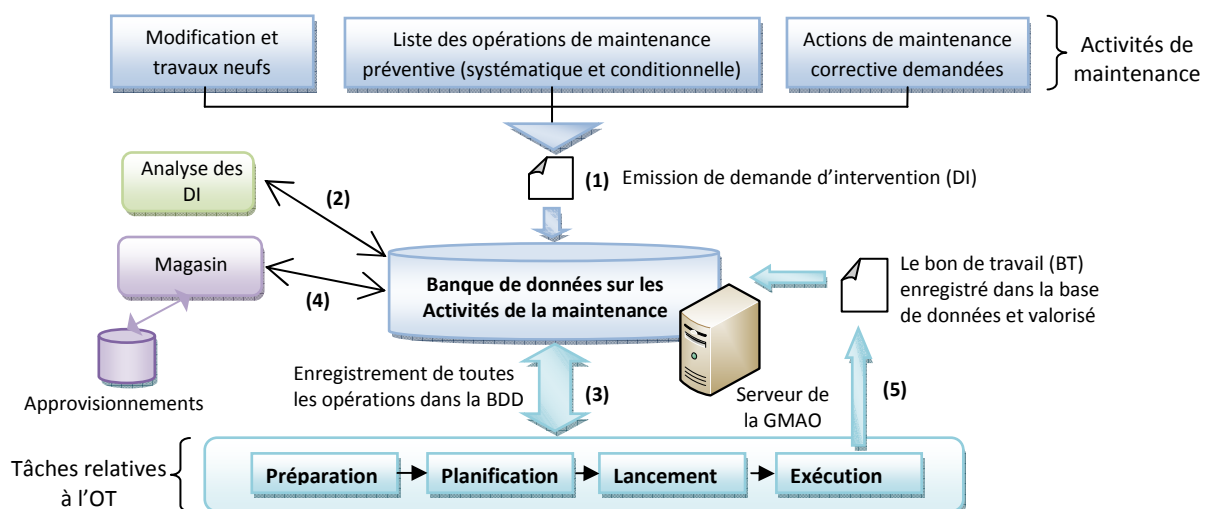 Modification et
travaux neufs
Liste des opérations de maintenance
préventive (systématique et conditionnelle)
Actions de maintenance
corrective demandées
Activités de
maintenance
Analyse des
DI
(1) Emission de demande d’intervention (DI)
(2)
Magasin
(4)
Banque de données sur les
Activités de la maintenance
Le bon de travail (BT)
enregistré dans la base
de données et valorisé
Approvisionnements
Enregistrement de toutes
les opérations dans la BDD
(3)
Serveur de
la GMAO
(5)
Tâches relatives
à l’OT
Préparation
Planification
Lancement
Exécution